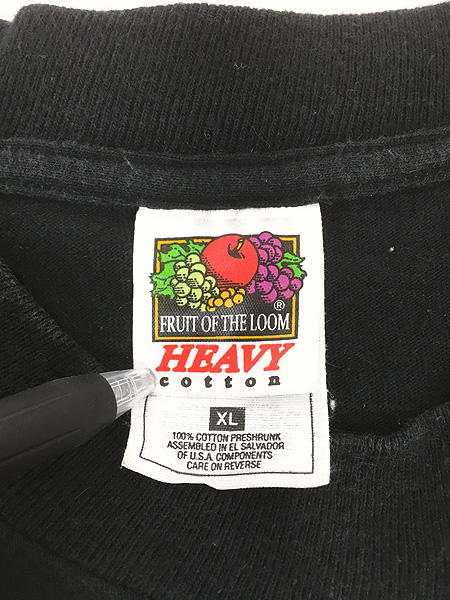 ®
FRUIT OF THE LOOM
HEAVY
cotton
XL
100% COTTON PRESHRUNK
ASSEMBLED IN EL SALVADOR
OF U.S.A. COMPONENTS
CARE ON REVERSE